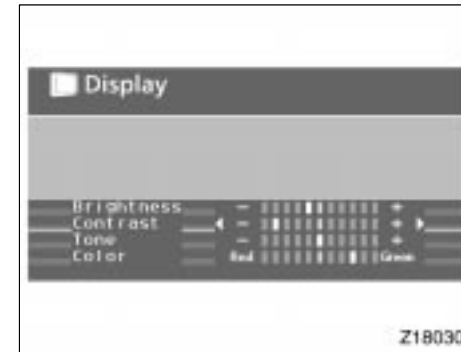 Display
Brightness - +
Contrast - +
Tone - +
Color Red Green
Z18030